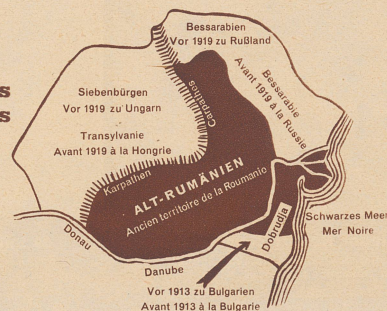 Bessarabien
Vor 1919 zu Rußland
Bessarabie
Avant 1919 à la Russie
s
s
Siebenbürgen
Vor 1919 zu Ungarn
Transylvanie
Avant 1919 à la Hongrie
Carpathes
Karpathen
ALT-RUMÄNIEN
Ancien territoire de la Roumanie
Schwarzes Meer
Mer Noire
Dobrudja
Donau
Danube
Vor 1913 zu Bulgarien
Avant 1913 à la Bulgarie